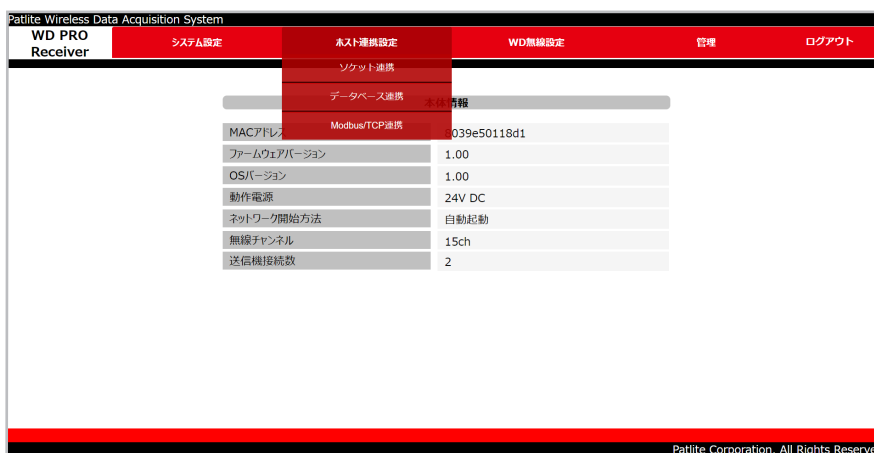 Patlite Wireless Data Acquisition System
WD PRO Receiver
システム設定
ホスト連携設定
WD無線設定
管理
ログアウト
ソケット連携
データベース連携
Modbus/TCP連携
本体情報
MACアドレス 8039e50118d1
ファームウェアバージョン 1.00
OSバージョン 1.00
動作電源 24V DC
ネットワーク開始方法 自動起動
無線チャンネル 15ch
送信機接続数 2
Patlite Corporation. All Rights Reserve